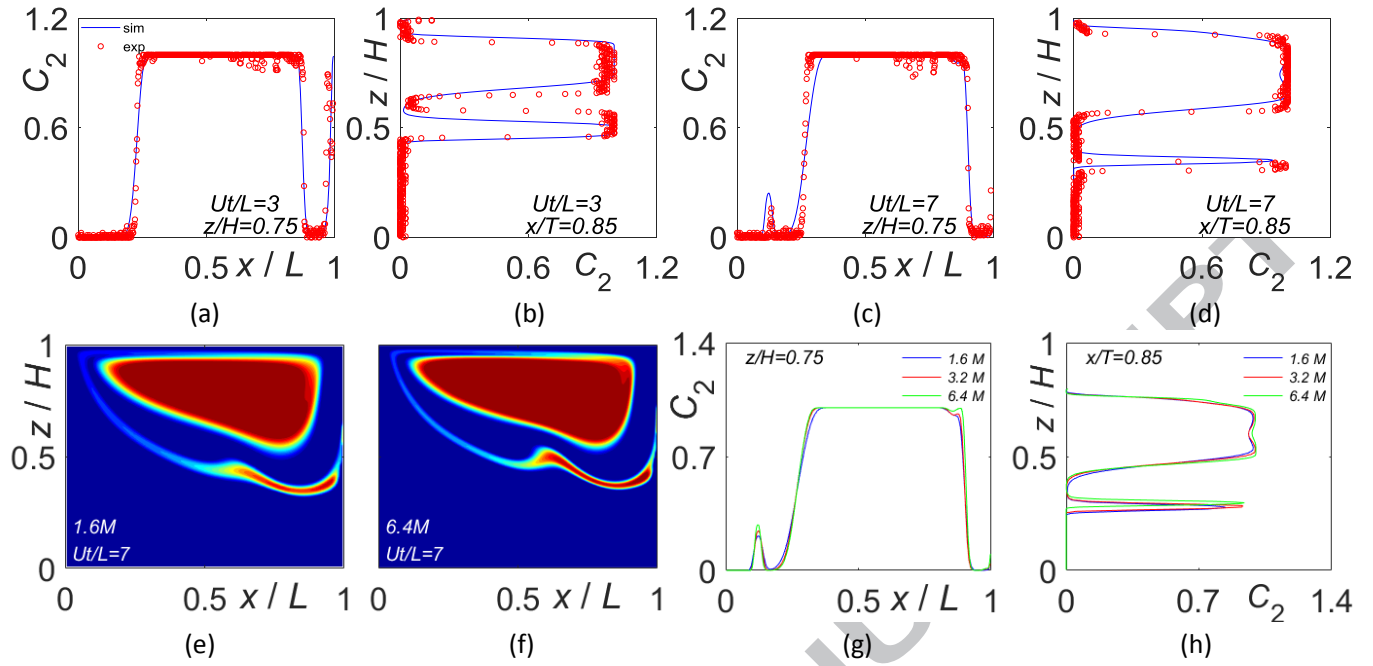 1.2
C2
0.6
0
sim
exp
Ut/L=3
z/H=0.75
0
0.5
x / L
1
(a)
1
z / H
0.5
0
Ut/L=3
x/T=0.85
0
0.6
C2
1.2
(b)
1.2
C2
0.6
0
Ut/L=7
z/H=0.75
0
0.5
x / L
1
(c)
1
z / H
0.5
0
Ut/L=7
x/T=0.85
0
0.6
C2
1.2
(d)
1
z / H
0.5
0
1.6M
Ut/L=7
0
0.5
x / L
1
(e)
6.4M
Ut/L=7
0
0.5
x / L
1
(f)
1.4
C2
0.7
0
z/H=0.75
1.6 M
3.2 M
6.4 M
0
0.5
x / L
1
(g)
1
z / H
0.5
0
x/T=0.85
1.6 M
3.2 M
6.4 M
0
0.7
C2
1.4
(h)